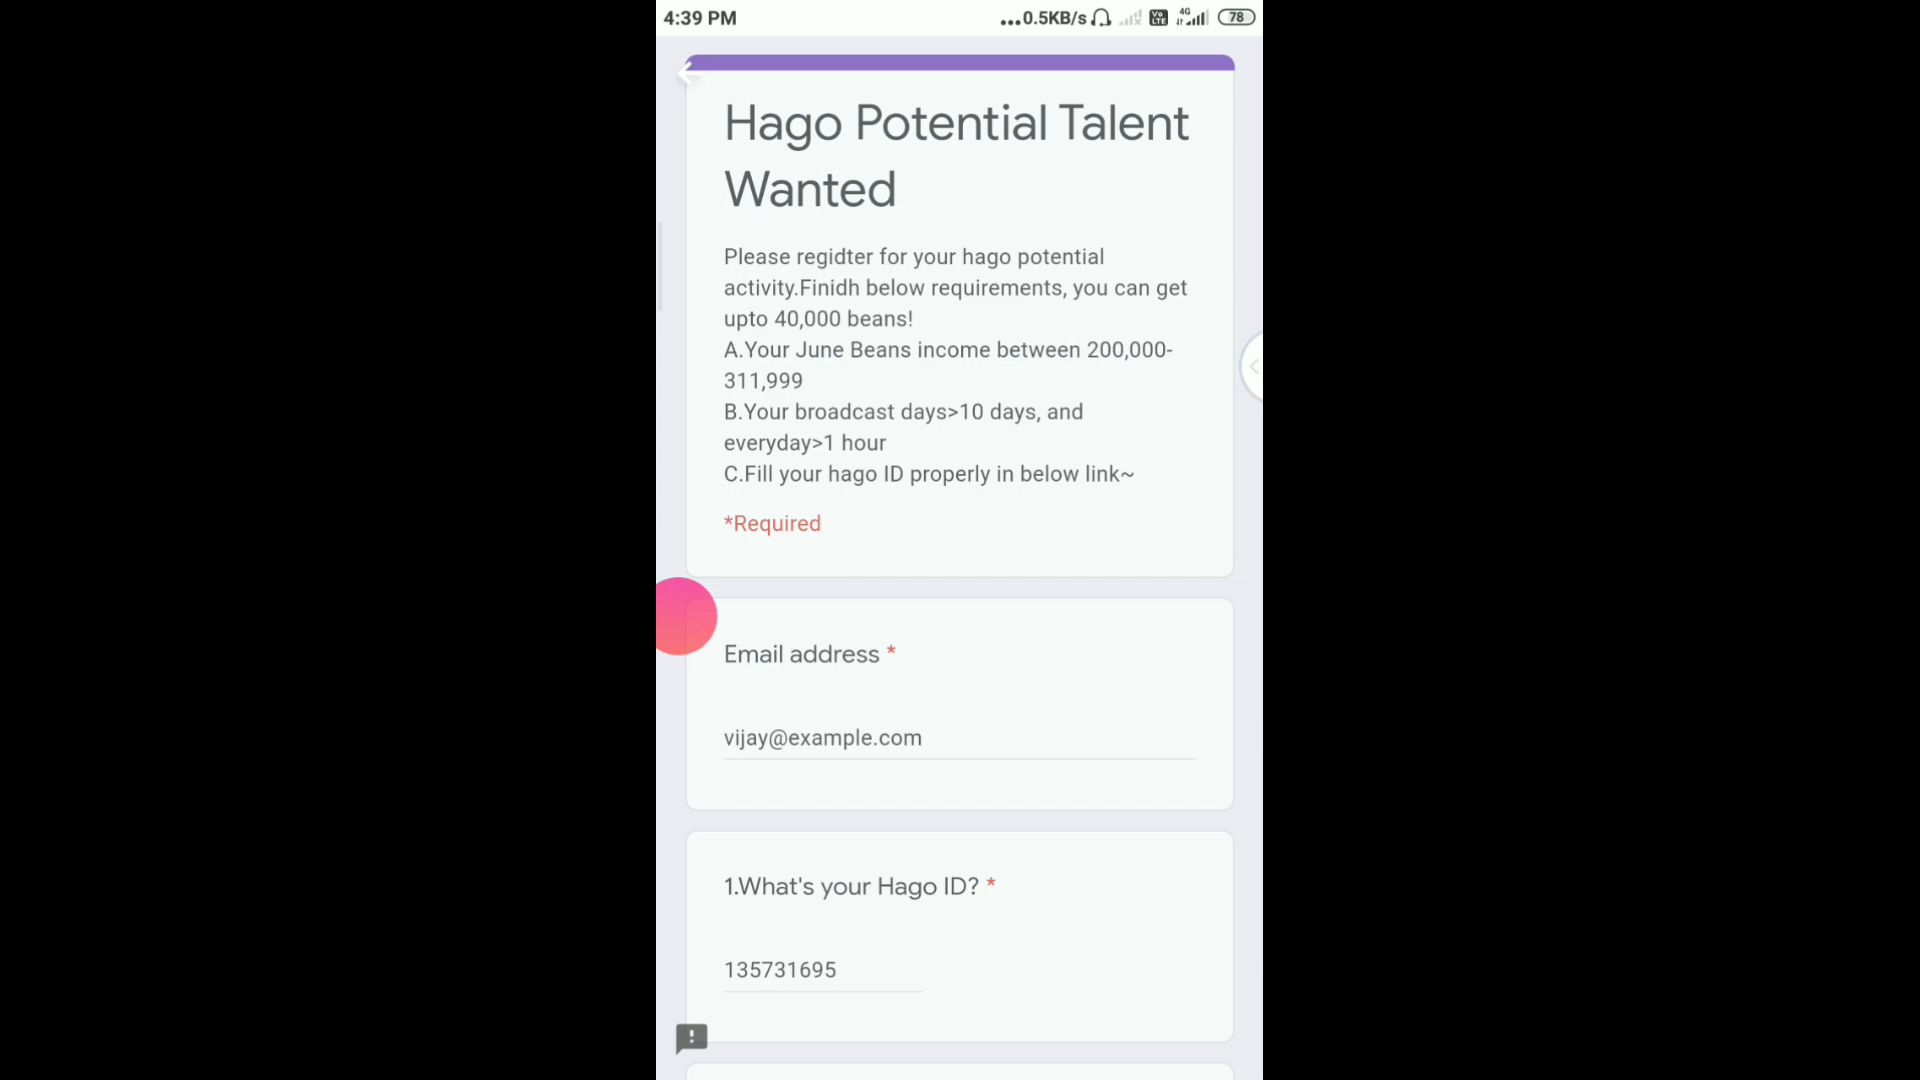 4:39 PM
...0.5KB/s
Vo LTE
4G
78
Hago Potential Talent
Wanted
Please regidter for your hago potential
activity.Finidh below requirements, you can get
upto 40,000 beans!
A.Your June Beans income between 200,000-
311,999
B.Your broadcast days>10 days, and
everyday>1 hour
C.Fill your hago ID properly in below link~
*Required
Email address *
vijay@example.com
1.What's your Hago ID? *
135731695